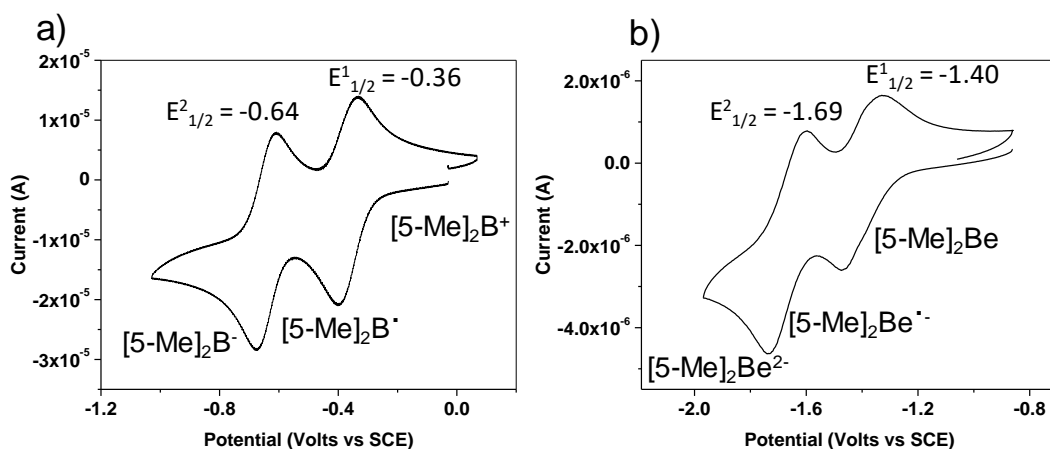 a)
E¹₁/₂ = -0.36
E²₁/₂ = -0.64
2x10⁻⁵
1x10⁻⁵
0
-1x10⁻⁵
-2x10⁻⁵
-3x10⁻⁵
Current (A)
[5-Me]₂B⁺
[5-Me]₂B˙
[5-Me]₂B⁻
-1.2 -0.8 -0.4 0.0
Potential (Volts vs SCE)
b)
E¹₁/₂ = -1.40
E²₁/₂ = -1.69
2.0x10⁻⁶
0.0
-2.0x10⁻⁶
-4.0x10⁻⁶
Current (A)
[5-Me]₂Be
[5-Me]₂Be˙⁻
[5-Me]₂Be²⁻
-2.0 -1.6 -1.2 -0.8
Potential (Volts vs SCE)